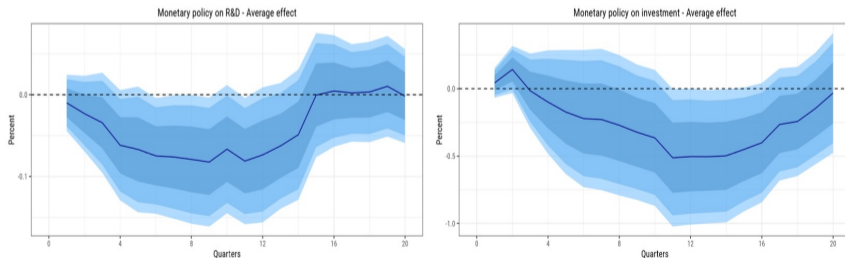 Monetary policy on R&D - Average effect
Percent
0.0
-0.1
0
4
8
12
16
20
Quarters
Monetary policy on investment - Average effect
Percent
0.0
-0.5
-1.0
0
4
8
12
16
20
Quarters